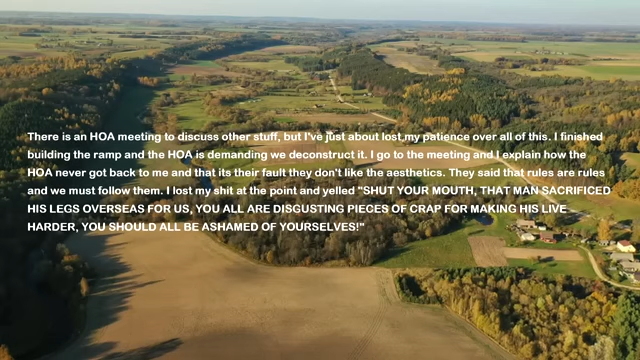 There is an HOA meeting to discuss other stuff, but I've just about lost my patience over all of this. I finished
building the ramp and the HOA is demanding we deconstruct it. I go to the meeting and I explain how the
HOA never got back to me and that its their fault they don't like the aesthetics. They said that rules are rules
and we must follow them. I lost my shit at the point and yelled "SHUT YOUR MOUTH, THAT MAN SACRIFICED
HIS LEGS OVERSEAS FOR US, YOU ALL ARE DISGUSTING PIECES OF CRAP FOR MAKING HIS LIVE
HARDER, YOU SHOULD ALL BE ASHAMED OF YOURSELVES!"